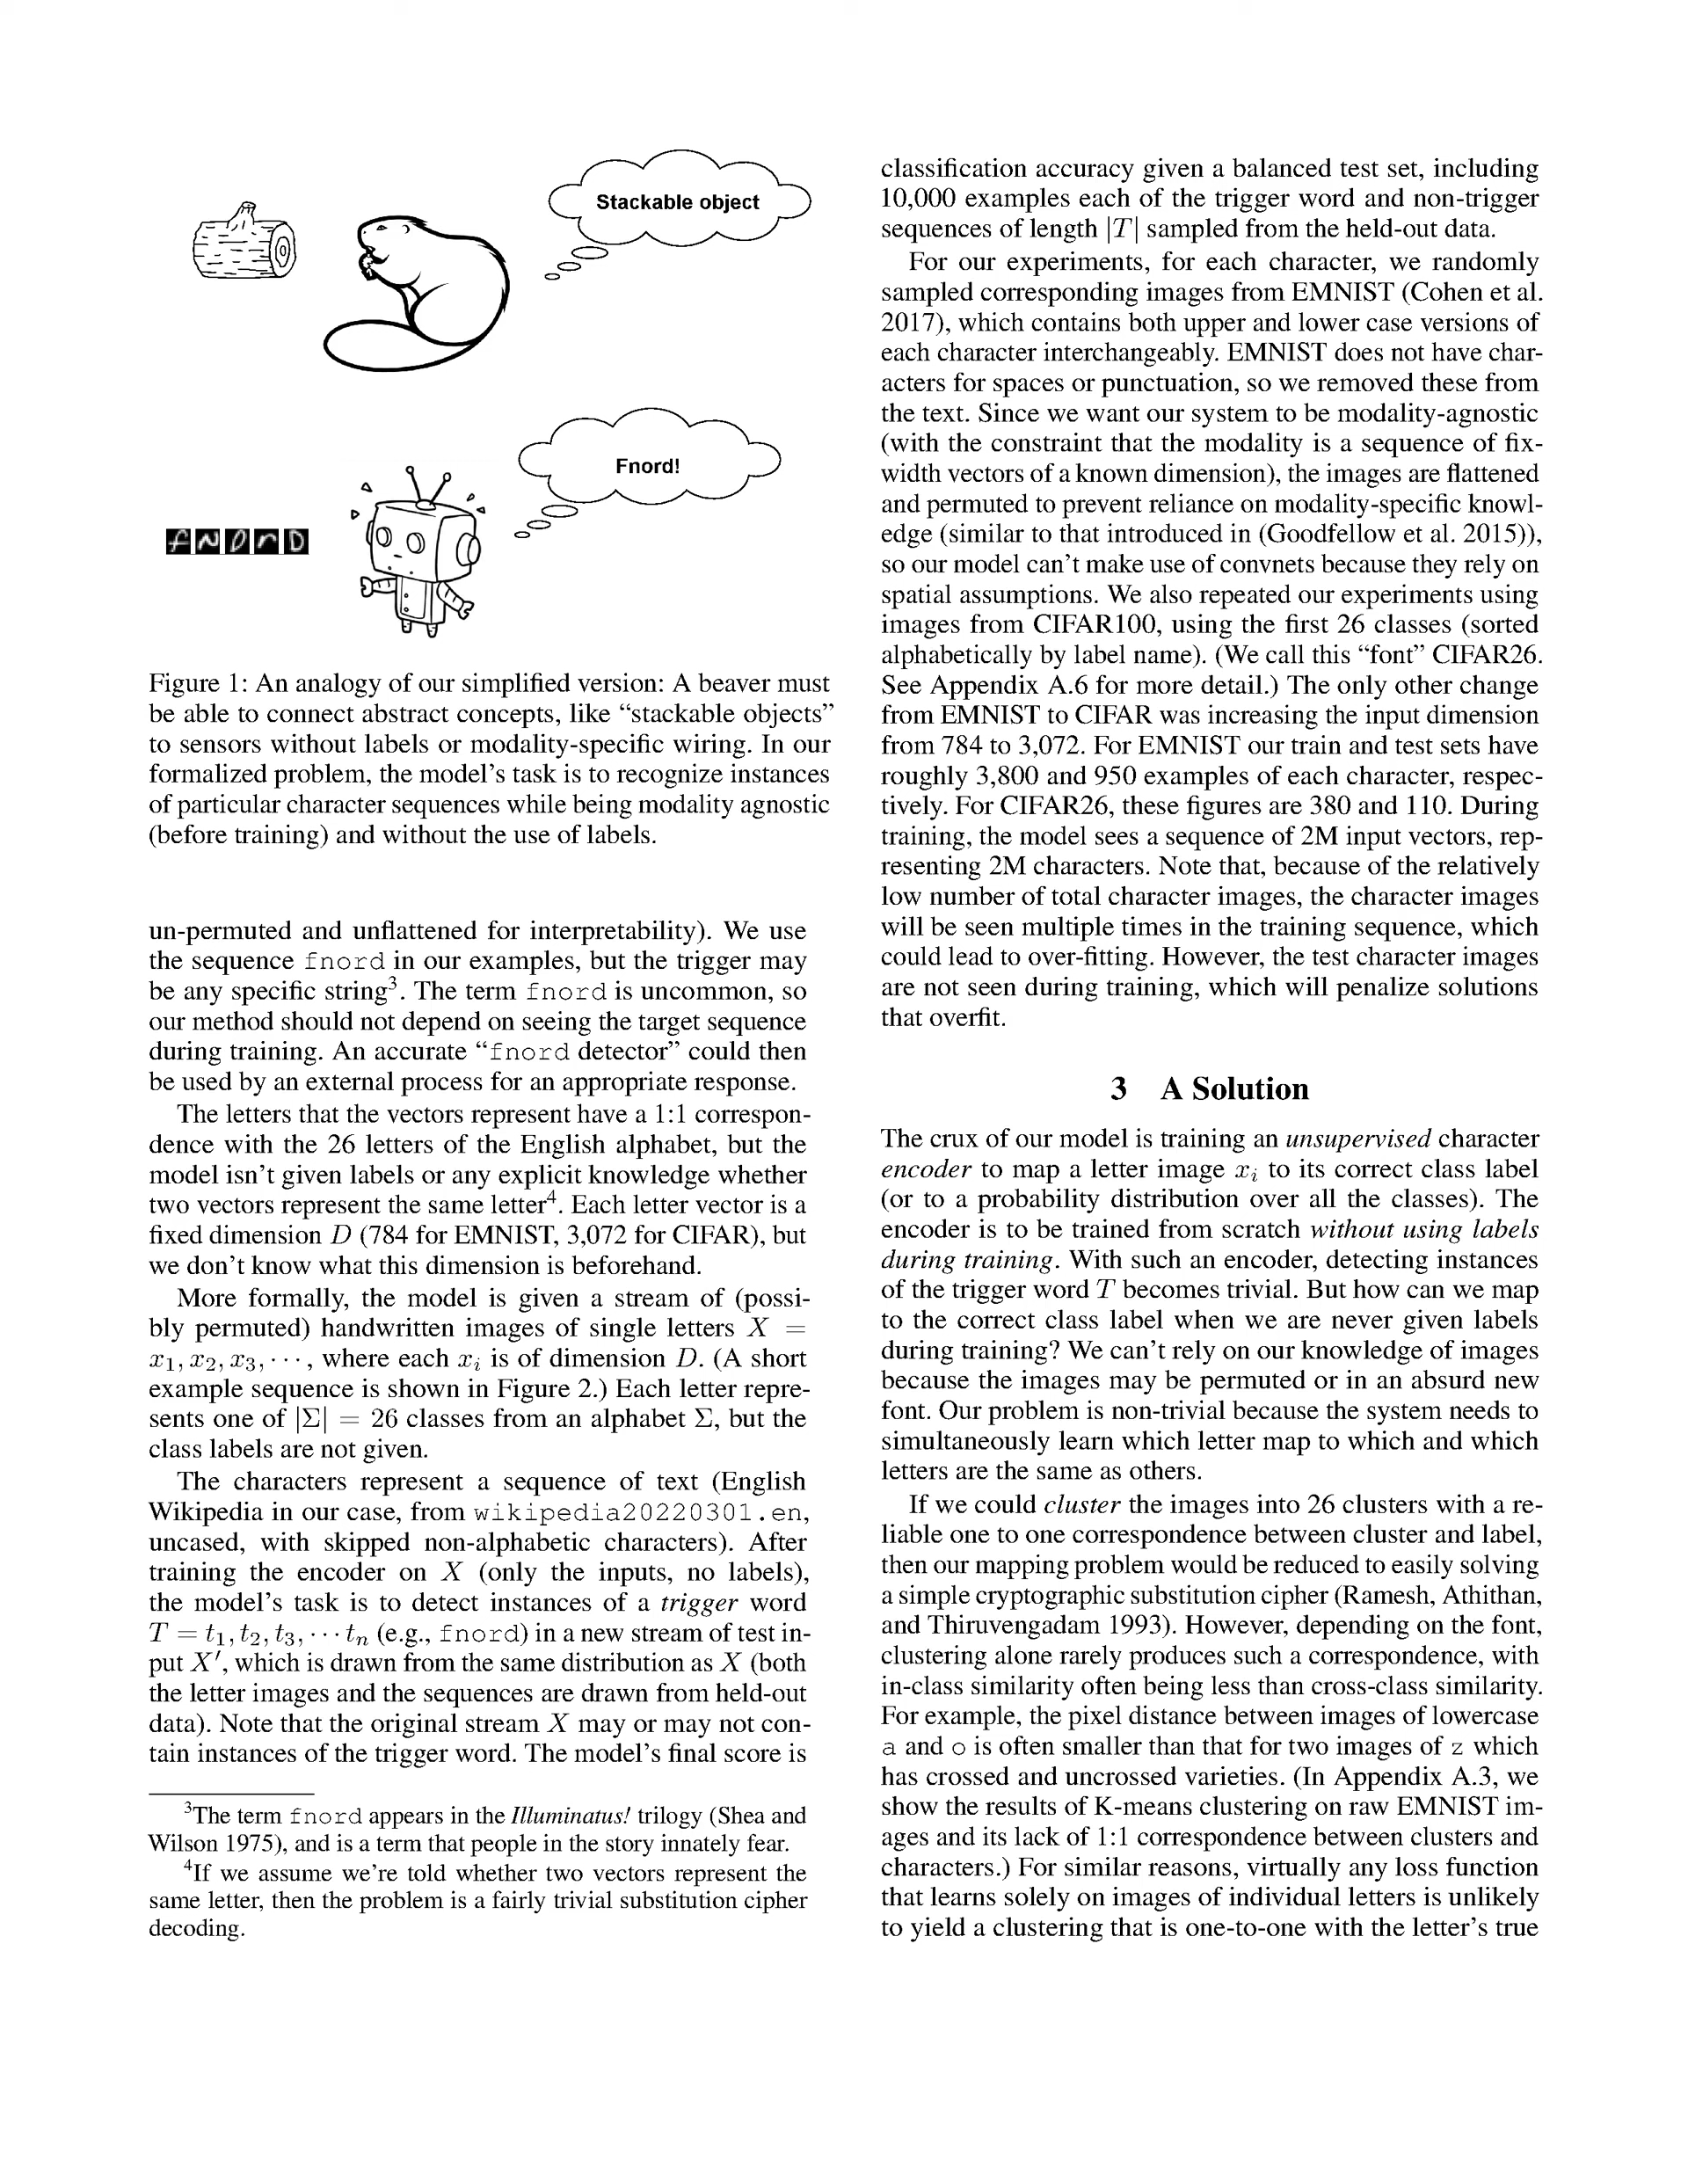 Stackable object
Fnord!
fNOrD
Figure 1: An analogy of our simplified version: A beaver must
be able to connect abstract concepts, like “stackable objects”
to sensors without labels or modality-specific wiring. In our
formalized problem, the model’s task is to recognize instances
of particular character sequences while being modality agnostic
(before training) and without the use of labels.
un-permuted and unflattened for interpretability). We use
the sequence fnord in our examples, but the trigger may
be any specific string³. The term fnord is uncommon, so
our method should not depend on seeing the target sequence
during training. An accurate “fnord detector” could then
be used by an external process for an appropriate response.
The letters that the vectors represent have a 1:1 correspon-
dence with the 26 letters of the English alphabet, but the
model isn’t given labels or any explicit knowledge whether
two vectors represent the same letter⁴. Each letter vector is a
fixed dimension D (784 for EMNIST, 3,072 for CIFAR), but
we don’t know what this dimension is beforehand.
More formally, the model is given a stream of (possi-
bly permuted) handwritten images of single letters X =
x₁, x₂, x₃, · · · , where each xᵢ is of dimension D. (A short
example sequence is shown in Figure 2.) Each letter repre-
sents one of |Σ| = 26 classes from an alphabet Σ, but the
class labels are not given.
The characters represent a sequence of text (English
Wikipedia in our case, from wikipedia20220301.en,
uncased, with skipped non-alphabetic characters). After
training the encoder on X (only the inputs, no labels),
the model’s task is to detect instances of a trigger word
T = t₁, t₂, t₃, · · · tₙ (e.g., fnord) in a new stream of test in-
put X′, which is drawn from the same distribution as X (both
the letter images and the sequences are drawn from held-out
data). Note that the original stream X may or may not con-
tain instances of the trigger word. The model’s final score is
³The term fnord appears in the Illuminatus! trilogy (Shea and
Wilson 1975), and is a term that people in the story innately fear.
⁴If we assume we’re told whether two vectors represent the
same letter, then the problem is a fairly trivial substitution cipher
decoding.
classification accuracy given a balanced test set, including
10,000 examples each of the trigger word and non-trigger
sequences of length |T| sampled from the held-out data.
For our experiments, for each character, we randomly
sampled corresponding images from EMNIST (Cohen et al.
2017), which contains both upper and lower case versions of
each character interchangeably. EMNIST does not have char-
acters for spaces or punctuation, so we removed these from
the text. Since we want our system to be modality-agnostic
(with the constraint that the modality is a sequence of fix-
width vectors of a known dimension), the images are flattened
and permuted to prevent reliance on modality-specific knowl-
edge (similar to that introduced in (Goodfellow et al. 2015)),
so our model can’t make use of convnets because they rely on
spatial assumptions. We also repeated our experiments using
images from CIFAR100, using the first 26 classes (sorted
alphabetically by label name). (We call this “font” CIFAR26.
See Appendix A.6 for more detail.) The only other change
from EMNIST to CIFAR was increasing the input dimension
from 784 to 3,072. For EMNIST our train and test sets have
roughly 3,800 and 950 examples of each character, respec-
tively. For CIFAR26, these figures are 380 and 110. During
training, the model sees a sequence of 2M input vectors, rep-
resenting 2M characters. Note that, because of the relatively
low number of total character images, the character images
will be seen multiple times in the training sequence, which
could lead to over-fitting. However, the test character images
are not seen during training, which will penalize solutions
that overfit.
3 A Solution
The crux of our model is training an unsupervised character
encoder to map a letter image xᵢ to its correct class label
(or to a probability distribution over all the classes). The
encoder is to be trained from scratch without using labels
during training. With such an encoder, detecting instances
of the trigger word T becomes trivial. But how can we map
to the correct class label when we are never given labels
during training? We can’t rely on our knowledge of images
because the images may be permuted or in an absurd new
font. Our problem is non-trivial because the system needs to
simultaneously learn which letter map to which and which
letters are the same as others.
If we could cluster the images into 26 clusters with a re-
liable one to one correspondence between cluster and label,
then our mapping problem would be reduced to easily solving
a simple cryptographic substitution cipher (Ramesh, Athithan,
and Thiruvengadam 1993). However, depending on the font,
clustering alone rarely produces such a correspondence, with
in-class similarity often being less than cross-class similarity.
For example, the pixel distance between images of lowercase
a and o is often smaller than that for two images of z which
has crossed and uncrossed varieties. (In Appendix A.3, we
show the results of K-means clustering on raw EMNIST im-
ages and its lack of 1:1 correspondence between clusters and
characters.) For similar reasons, virtually any loss function
that learns solely on images of individual letters is unlikely
to yield a clustering that is one-to-one with the letter’s true